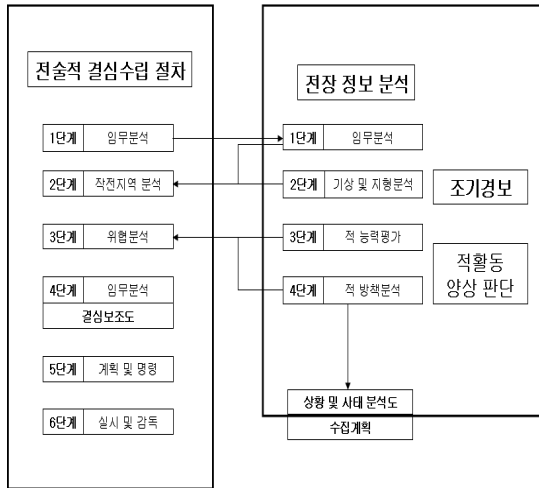 전술적 결심수립 절차
1단계 임무분석
2단계 작전지역 분석
3단계 위협분석
4단계 임무분석
결심보조도
5단계 계획 및 명령
6단계 실시 및 감독
전장 정보 분석
1단계 임무분석
2단계 기상 및 지형분석
3단계 적 능력평가
4단계 적 방책분석
조기경보
적활동
양상 판단
상황 및 사태 분석도
수집계획